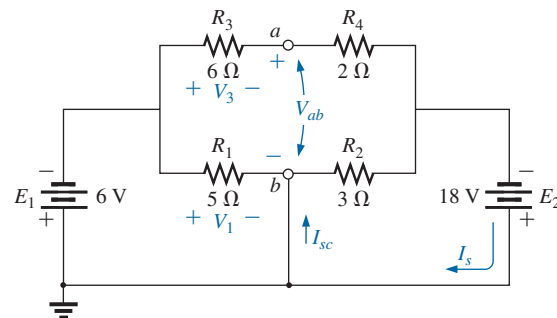 R3 a R4
+ 6 Ω − + 2 Ω
V3
Vab
R1 − R2
b
E1 − + 6 V
+ 5 Ω − 3 Ω
V1
18 V − + E2
Isc
Is